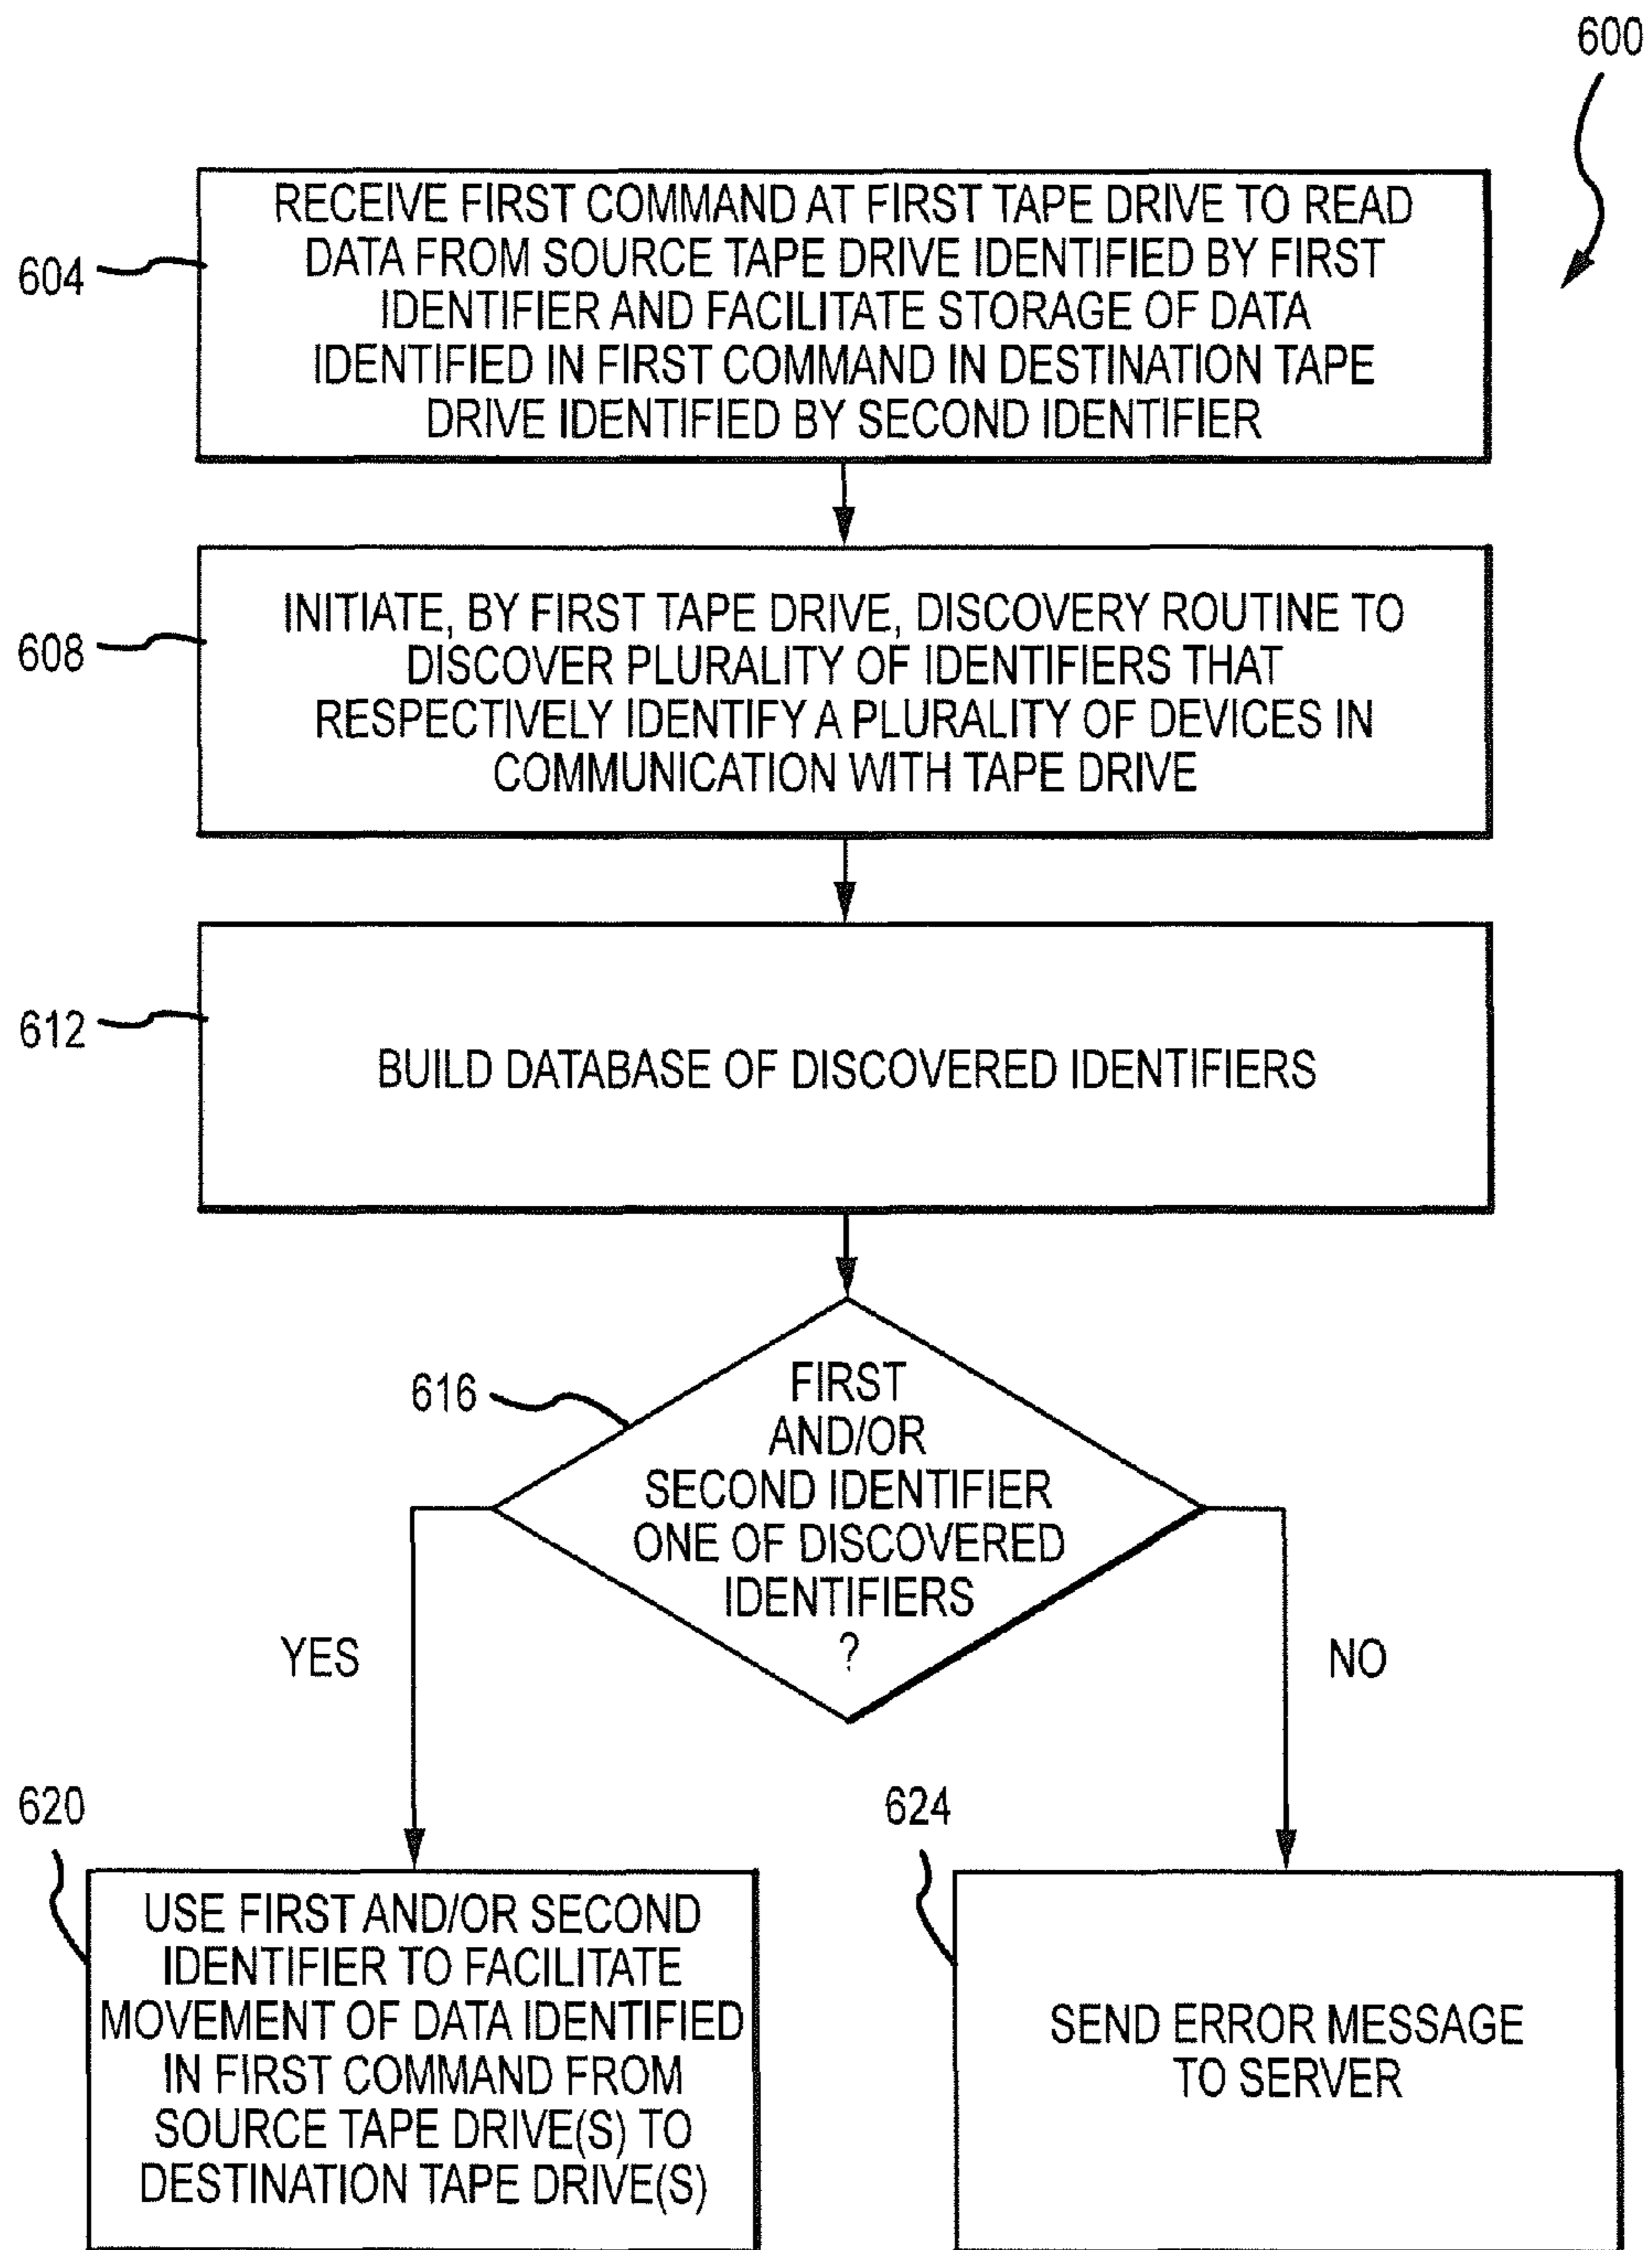 600
604
RECEIVE FIRST COMMAND AT FIRST TAPE DRIVE TO READ
DATA FROM SOURCE TAPE DRIVE IDENTIFIED BY FIRST
IDENTIFIER AND FACILITATE STORAGE OF DATA
IDENTIFIED IN FIRST COMMAND IN DESTINATION TAPE
DRIVE IDENTIFIED BY SECOND IDENTIFIER
608
INITIATE, BY FIRST TAPE DRIVE, DISCOVERY ROUTINE TO
DISCOVER PLURALITY OF IDENTIFIERS THAT
RESPECTIVELY IDENTIFY A PLURALITY OF DEVICES IN
COMMUNICATION WITH TAPE DRIVE
612
BUILD DATABASE OF DISCOVERED IDENTIFIERS
616
FIRST
AND/OR
SECOND IDENTIFIER
ONE OF DISCOVERED
IDENTIFIERS
?
YES
NO
620
USE FIRST AND/OR SECOND
IDENTIFIER TO FACILITATE
MOVEMENT OF DATA IDENTIFIED
IN FIRST COMMAND FROM
SOURCE TAPE DRIVE(S) TO
DESTINATION TAPE DRIVE(S)
624
SEND ERROR MESSAGE
TO SERVER